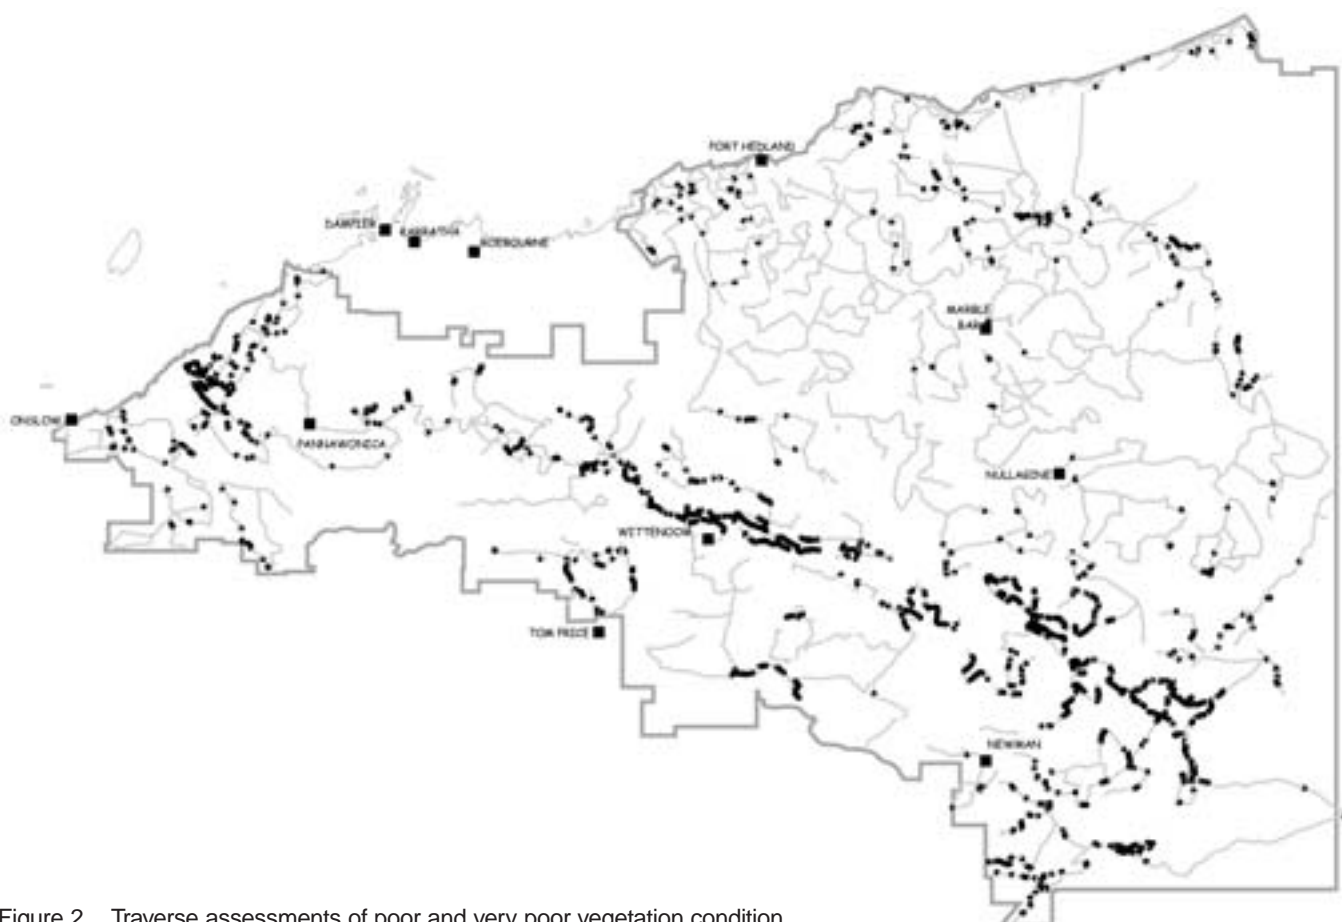 PORT HEDLAND
DAMPIER
KARRATHA
ROEBOURNE
MARBLE
BAR
ONSLOW
PANNAWONICA
NULLAGINE
WITTENOOM
TOM PRICE
NEWMAN
Figure 2. Traverse assessments of poor and very poor vegetation condition